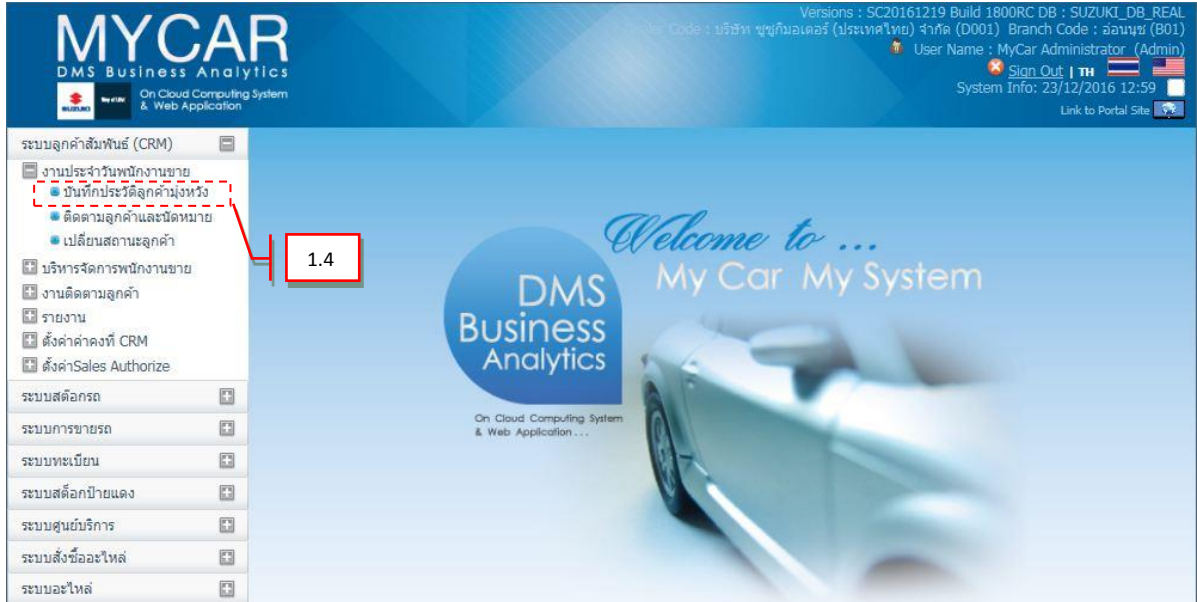 MYCAR
DMS Business Analytics
SUZUKI
Way of Life!
On Cloud Computing System
& Web Application
Versions : SC20161219 Build 1800RC DB : SUZUKI_DB_REAL
Code : บริษัท ซูซูกิมอเตอร์ (ประเทศไทย) จำกัด (D001) Branch Code : อ่อนนุช (B01)
User Name : MyCar Administrator (Admin)
Sign Out | TH
System Info: 23/12/2016 12:59
Link to Portal Site
ระบบลูกค้าสัมพันธ์ (CRM)
งานประจำวันพนักงานขาย
บันทึกประวัติลูกค้ามุ่งหวัง
ติดตามลูกค้าและนัดหมาย
เปลี่ยนสถานะลูกค้า
บริหารจัดการพนักงานขาย
งานติดตามลูกค้า
รายงาน
ตั้งค่าค่าคงที่ CRM
ตั้งค่าSales Authorize
ระบบสต๊อกรถ
ระบบการขายรถ
ระบบทะเบียน
ระบบสต็อกป้ายแดง
ระบบศูนย์บริการ
ระบบสั่งซื้ออะไหล่
ระบบอะไหล่
1.4
Welcome to ...
My Car My System
DMS
Business
Analytics
On Cloud Computing System
& Web Application...